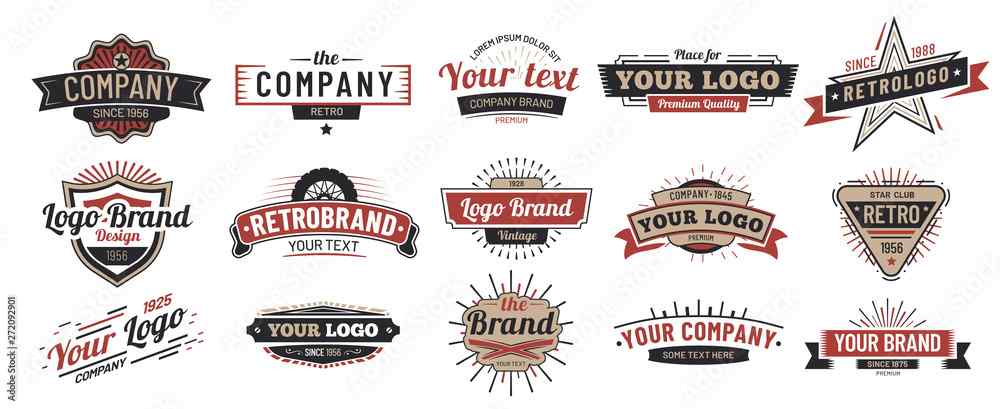 COMPANY
SINCE 1956
the
COMPANY
RETRO
LOREM IPSUM DOLOR SIT
Your text
COMPANY BRAND
PREMIUM
Place for
YOUR LOGO
Premium Quality
SINCE 1988
RETROLOGO
Logo Brand
Design
1956
RETROBRAND
YOUR TEXT
1928
Logo Brand
Vintage
COMPANY · 1845
YOUR LOGO
PREMIUM
STAR CLUB
RETRO
1956
1925
Your Logo
COMPANY
YOUR LOGO
SINCE 1956
the
Brand
YOUR TEXT
YOUR COMPANY
SOME TEXT HERE
YOUR BRAND
SINCE 1875
PREMIUM
Adobe Stock | #272092901